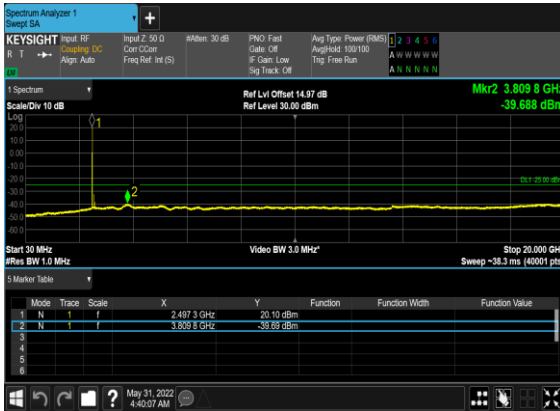 Spectrum Analyzer 1
Swept SA
+
KEYSIGHT
R T
Input: RF
Coupling: DC
Align: Auto
Input Z: 50 Ω
Corr CCorr
Freq Ref: Int (S)
#Atten: 30 dB
PNO: Fast
Gate: Off
IF Gain: Low
Sig Track: Off
Avg Type: Power (RMS)
Avg|Hold: 100/100
Trig: Free Run
1 2 3 4 5 6
A W W W W W
A N N N N N
1 Spectrum
Scale/Div 10 dB
Ref Lvl Offset 14.97 dB
Ref Level 30.00 dBm
Mkr2 3.809 8 GHz
-39.688 dBm
Log
20.0
10.0
0.00
-10.0
-20.0
-30.0
-40.0
-50.0
-60.0
1
2
DL1 -25.00 dBm
Start 30 MHz
#Res BW 1.0 MHz
Video BW 3.0 MHz*
Stop 20.000 GHz
Sweep ~38.3 ms (40001 pts)
5 Marker Table
Mode Trace Scale X Y Function Function Width Function Value
1 N 1 f 2.497 3 GHz 20.10 dBm
2 N 1 f 3.809 8 GHz -39.69 dBm
3
4
5
6
?
May 31, 2022
4:40:07 AM